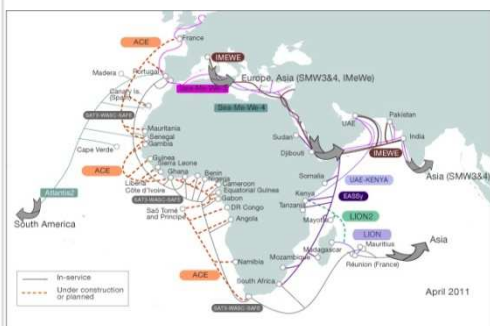 ACE
France
IMEWE
Madeira
Portugal
Europe, Asia (SMW3&4, IMeWe)
Sea-Me-We-4
Canary Is.
(Spain)
SAT3-WASC-SAFE
Mauritania
Senegal
Gambia
Cape Verde
UAE
Pakistan
India
Sudan
Djibouti
IMEWE
Asia (SMW3&4)
ACE
Guinea
Sierra Leone
Ghana
Benin
Nigeria
Cameroon
Equatorial Guinea
Gabon
Liberia
Côte d'Ivoire
SAT3-WASC-SAFE
DR Congo
Saō Tomé
and Principe
Angola
Somalia
UAE-KENYA
Kenya
EASSy
Tanzania
Atlantis2
South America
Mayotte
LION2
LION
Madagascar
Mauritius
Asia
Réunion (France)
Mozambique
Namibia
ACE
South Africa
SAT3-WASC-SAFE
In-service
Under construction
or planned
April 2011